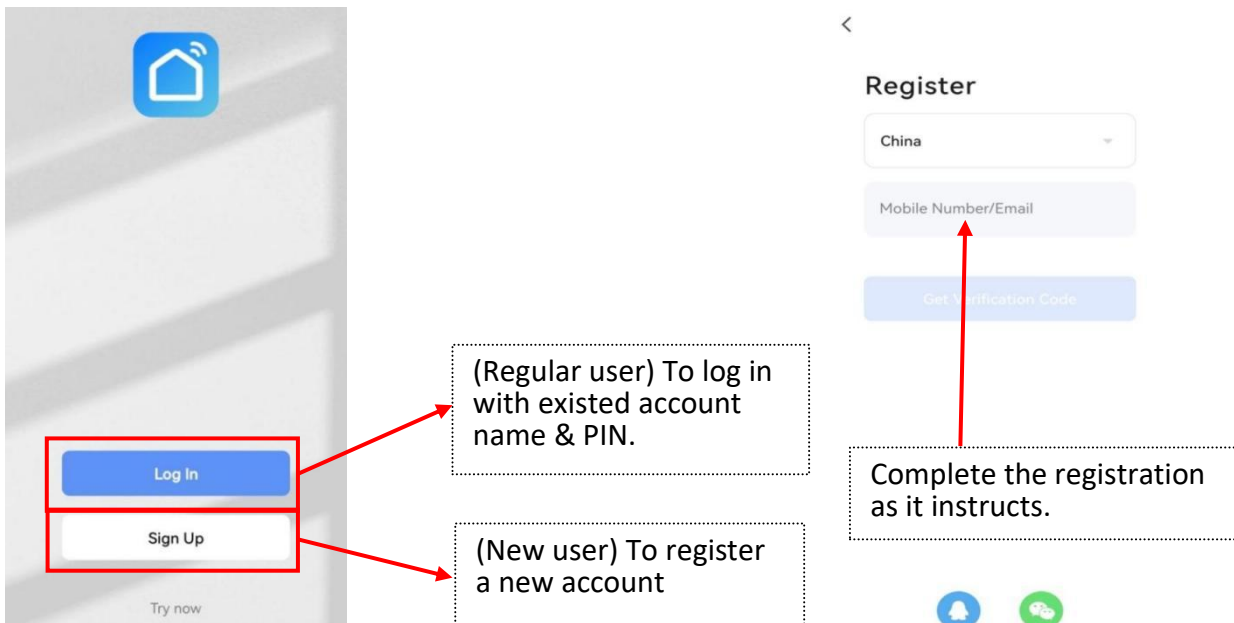 Log In
Sign Up
Try now
(Regular user) To log in
with existed account
name & PIN.
(New user) To register
a new account
Register
China
Mobile Number/Email
Get Verification Code
Complete the registration
as it instructs.